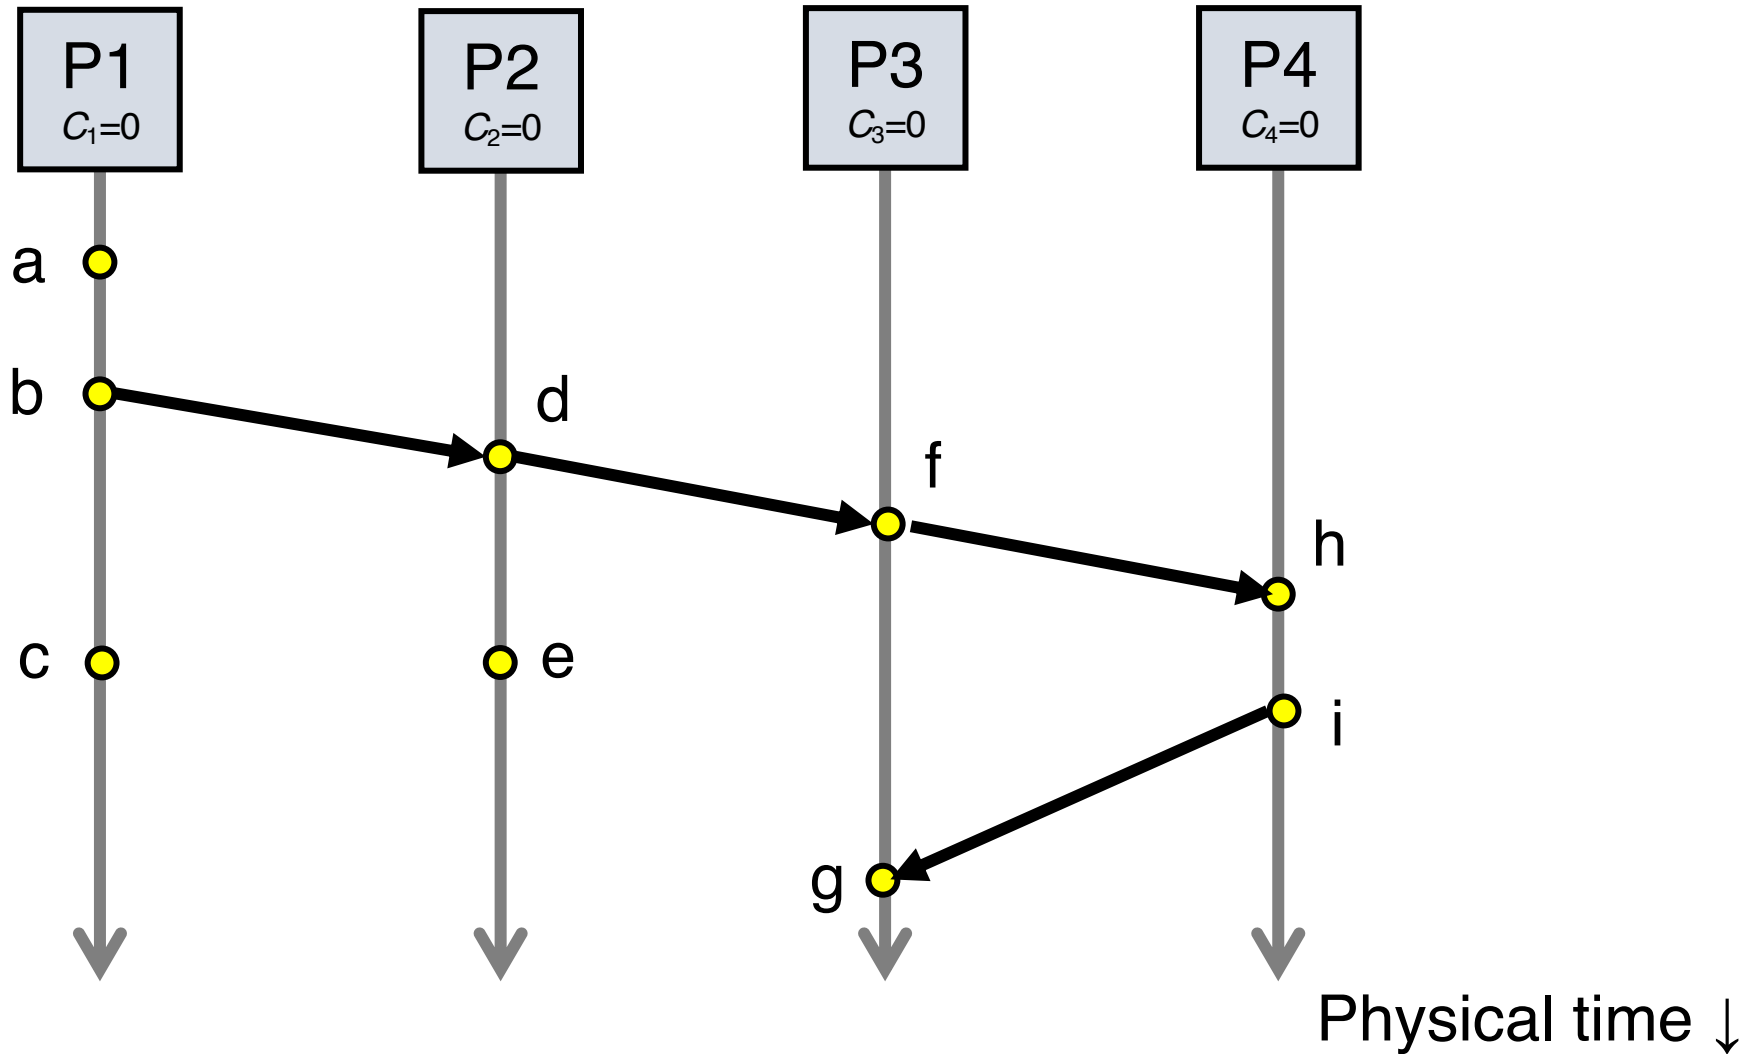 P1
C₁=0
P2
C₂=0
P3
C₃=0
P4
C₄=0
a
b
d
f
h
c
e
i
g
Physical time ↓